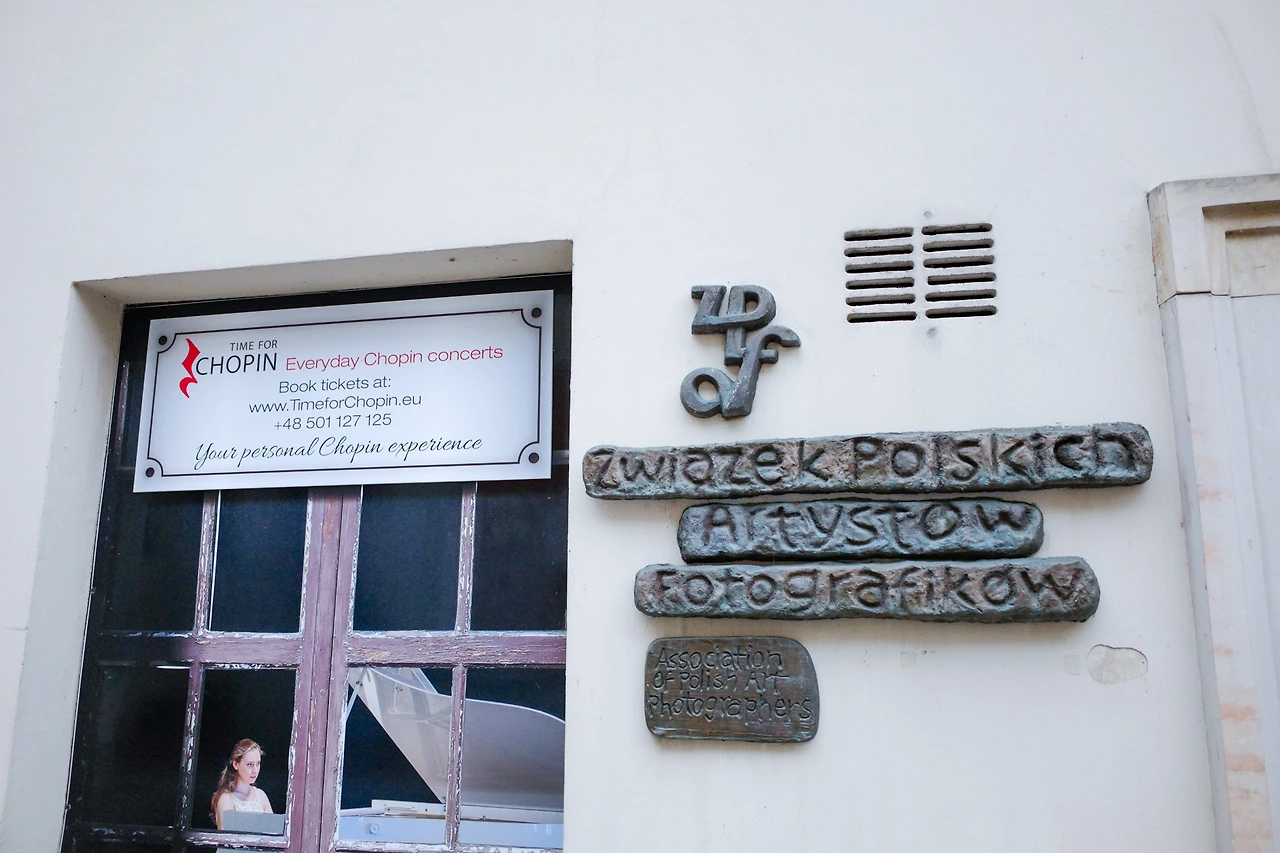 TIME FOR
CHOPIN Everyday Chopin concerts
Book tickets at:
www.TimeforChopin.eu
+48 501 127 125
Your personal Chopin experience
ZPAF
Związek Polskich
Artystów
Fotografików
Association
of Polish Art
Photographers